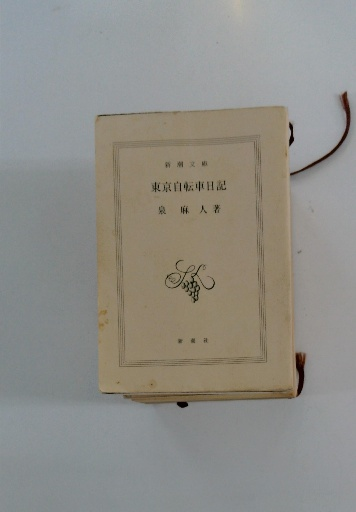 新潮文庫
東京自転車日記
泉麻人著
新潮社